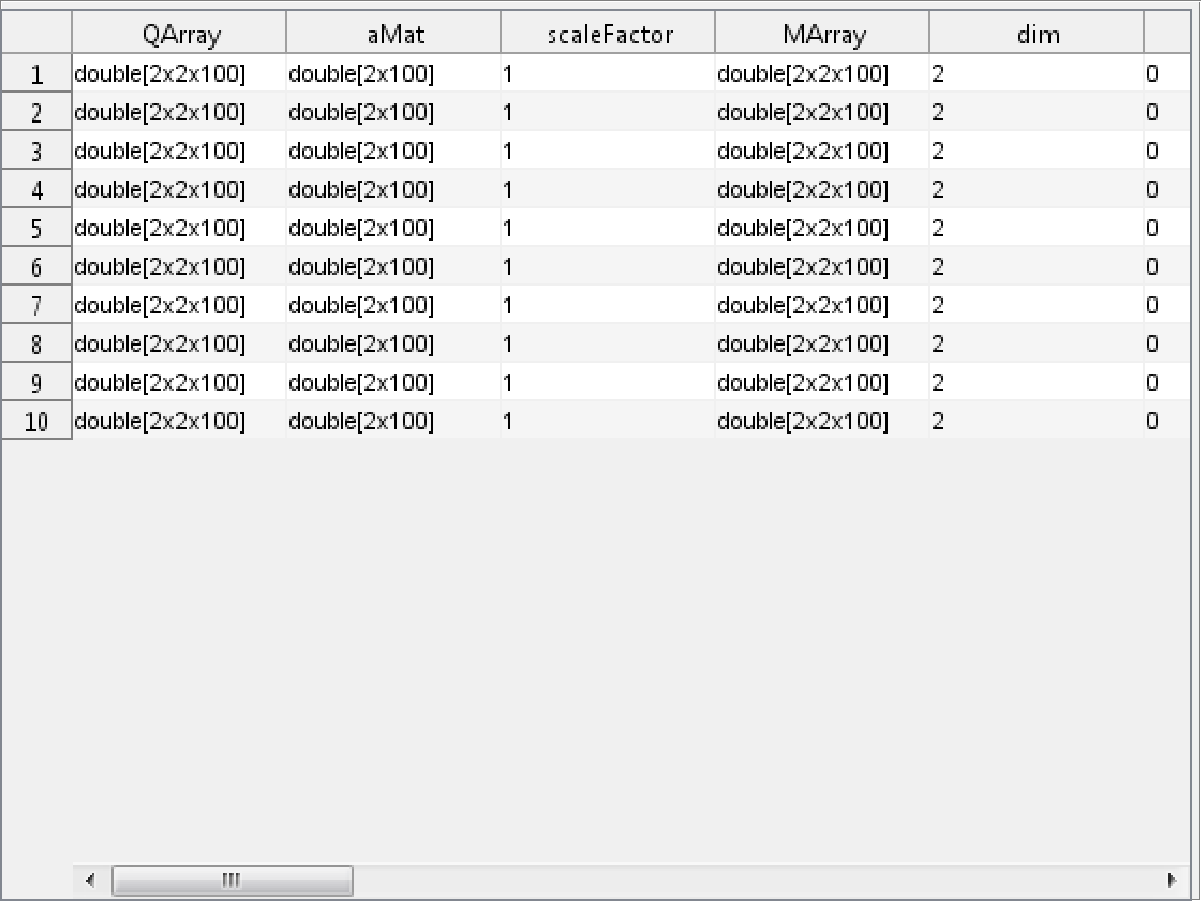 QArray aMat scaleFactor MArray dim
1 double[2x2x100] double[2x100] 1 double[2x2x100] 2 0
2 double[2x2x100] double[2x100] 1 double[2x2x100] 2 0
3 double[2x2x100] double[2x100] 1 double[2x2x100] 2 0
4 double[2x2x100] double[2x100] 1 double[2x2x100] 2 0
5 double[2x2x100] double[2x100] 1 double[2x2x100] 2 0
6 double[2x2x100] double[2x100] 1 double[2x2x100] 2 0
7 double[2x2x100] double[2x100] 1 double[2x2x100] 2 0
8 double[2x2x100] double[2x100] 1 double[2x2x100] 2 0
9 double[2x2x100] double[2x100] 1 double[2x2x100] 2 0
10 double[2x2x100] double[2x100] 1 double[2x2x100] 2 0